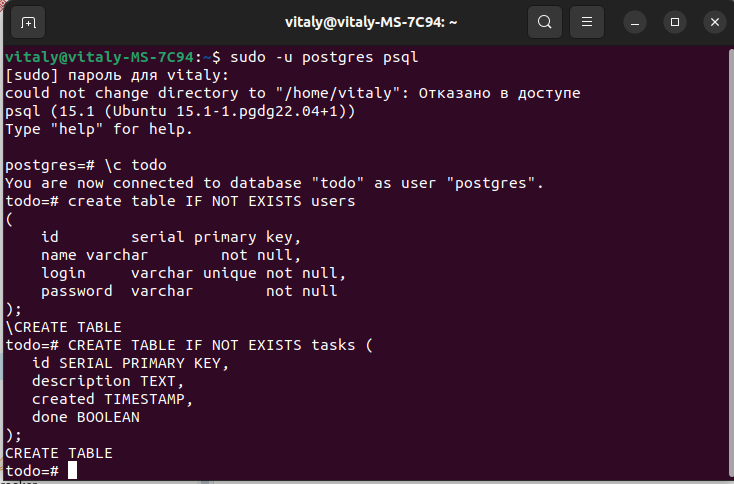 vitaly@vitaly-MS-7C94: ~
vitaly@vitaly-MS-7C94:~$ sudo -u postgres psql
[sudo] пароль для vitaly:
could not change directory to "/home/vitaly": Отказано в доступе
psql (15.1 (Ubuntu 15.1-1.pgdg22.04+1))
Type "help" for help.

postgres=# \c todo
You are now connected to database "todo" as user "postgres".
todo=# create table IF NOT EXISTS users
(
    id        serial primary key,
    name varchar        not null,
    login     varchar unique not null,
    password  varchar        not null
);
\CREATE TABLE
todo=# CREATE TABLE IF NOT EXISTS tasks (
   id SERIAL PRIMARY KEY,
   description TEXT,
   created TIMESTAMP,
   done BOOLEAN
);
CREATE TABLE
todo=#